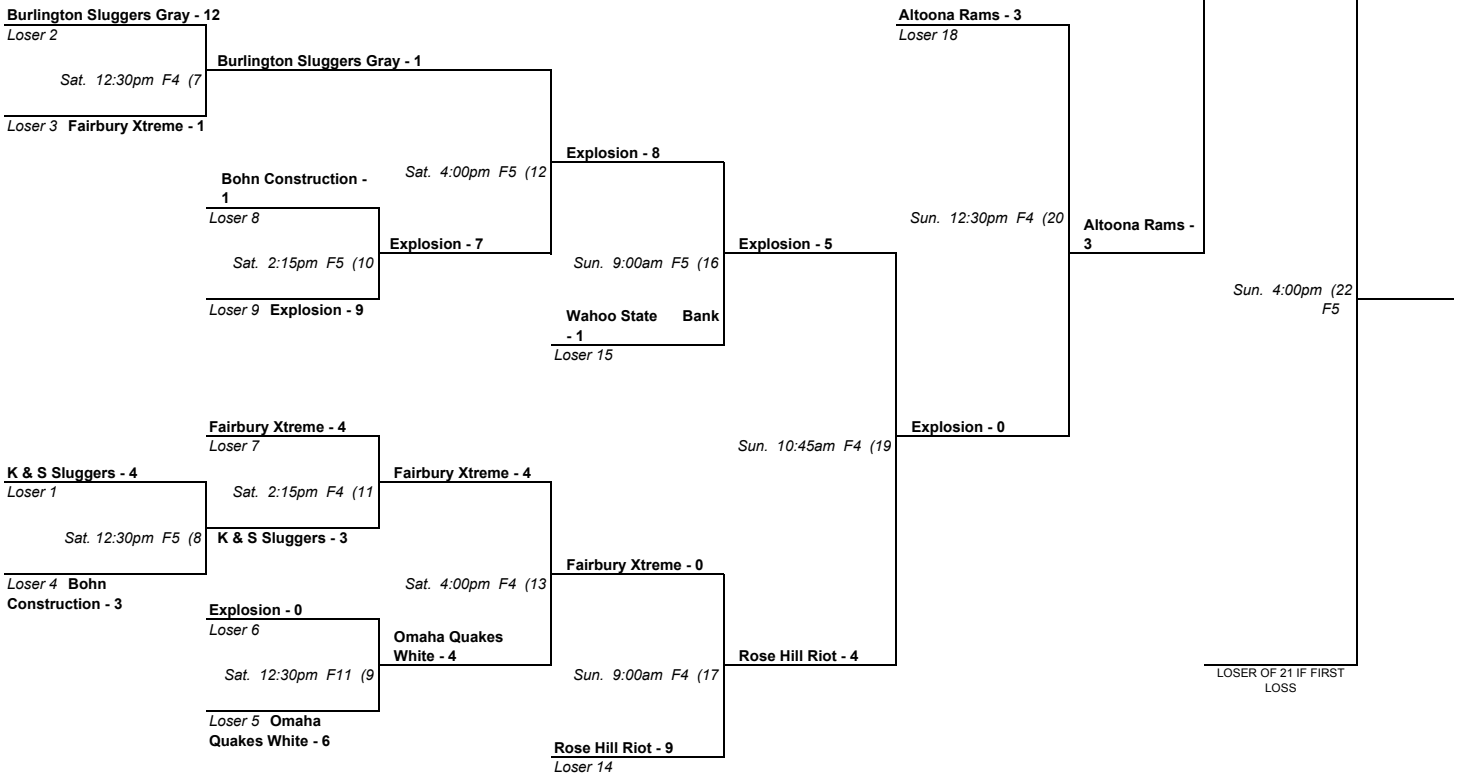 Burlington Sluggers Gray - 12
Loser 2
Sat. 12:30pm F4 (7
Loser 3 Fairbury Xtreme - 1
Burlington Sluggers Gray - 1
Sat. 4:00pm F5 (12
Bohn Construction -
1
Loser 8
Sat. 2:15pm F5 (10
Loser 9 Explosion - 9
Explosion - 7
Explosion - 8
Sun. 9:00am F5 (16
Wahoo State Bank
- 1
Loser 15
Explosion - 5
Altoona Rams - 3
Loser 18
Sun. 12:30pm F4 (20
Altoona Rams -
3
Sun. 4:00pm (22
F5
Fairbury Xtreme - 4
Loser 7
K & S Sluggers - 4
Loser 1
Sat. 2:15pm F4 (11
Sat. 12:30pm F5 (8
K & S Sluggers - 3
Loser 4 Bohn
Construction - 3
Fairbury Xtreme - 4
Sat. 4:00pm F4 (13
Explosion - 0
Loser 6
Sat. 12:30pm F11 (9
Loser 5 Omaha
Quakes White - 6
Omaha Quakes
White - 4
Fairbury Xtreme - 0
Sun. 9:00am F4 (17
Rose Hill Riot - 9
Loser 14
Sun. 10:45am F4 (19
Explosion - 0
Rose Hill Riot - 4
LOSER OF 21 IF FIRST
LOSS